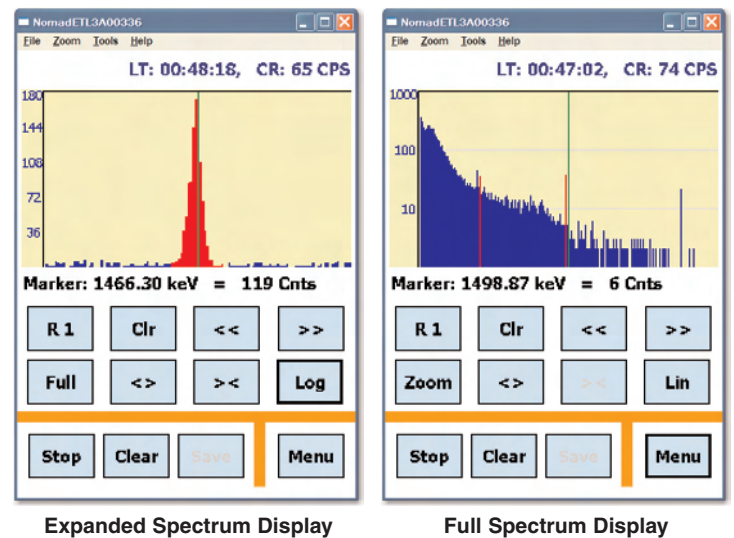 NomadETL3A00336
File Zoom Tools Help
LT: 00:48:18, CR: 65 CPS
180
144
108
72
36
Marker: 1466.30 keV = 119 Cnts
R 1 Clr << >>
Full <> >< Log
Stop Clear Save Menu
Expanded Spectrum Display
NomadETL3A00336
File Zoom Tools Help
LT: 00:47:02, CR: 74 CPS
1000
100
10
Marker: 1498.87 keV = 6 Cnts
R 1 Clr << >>
Zoom <> >< Lin
Stop Clear Save Menu
Full Spectrum Display